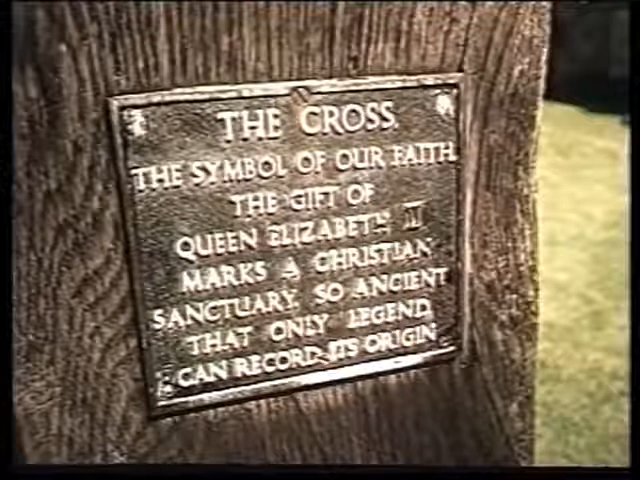 THE CROSS.
THE SYMBOL OF OUR FAITH.
THE GIFT OF
QUEEN ELIZABETH II
MARKS A CHRISTIAN
SANCTUARY, SO ANCIENT
THAT ONLY LEGEND
CAN RECORD ITS ORIGIN